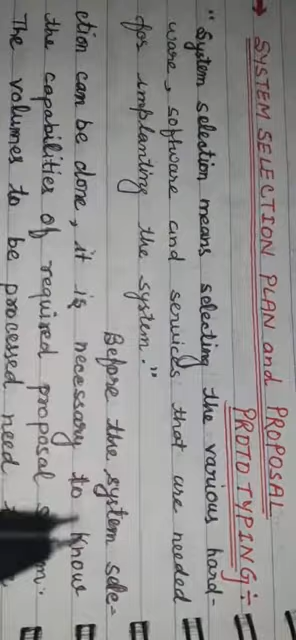 → SYSTEM SELECTION PLAN and PROPOSAL
PROTOTYPING :-
"System selection means selecting the various hard-
ware, software and services that are needed
for implanting the system."
Before the system sele-
ction can be done, it is necessary to know
the capabilities of required proposal
The volumes to be processed need